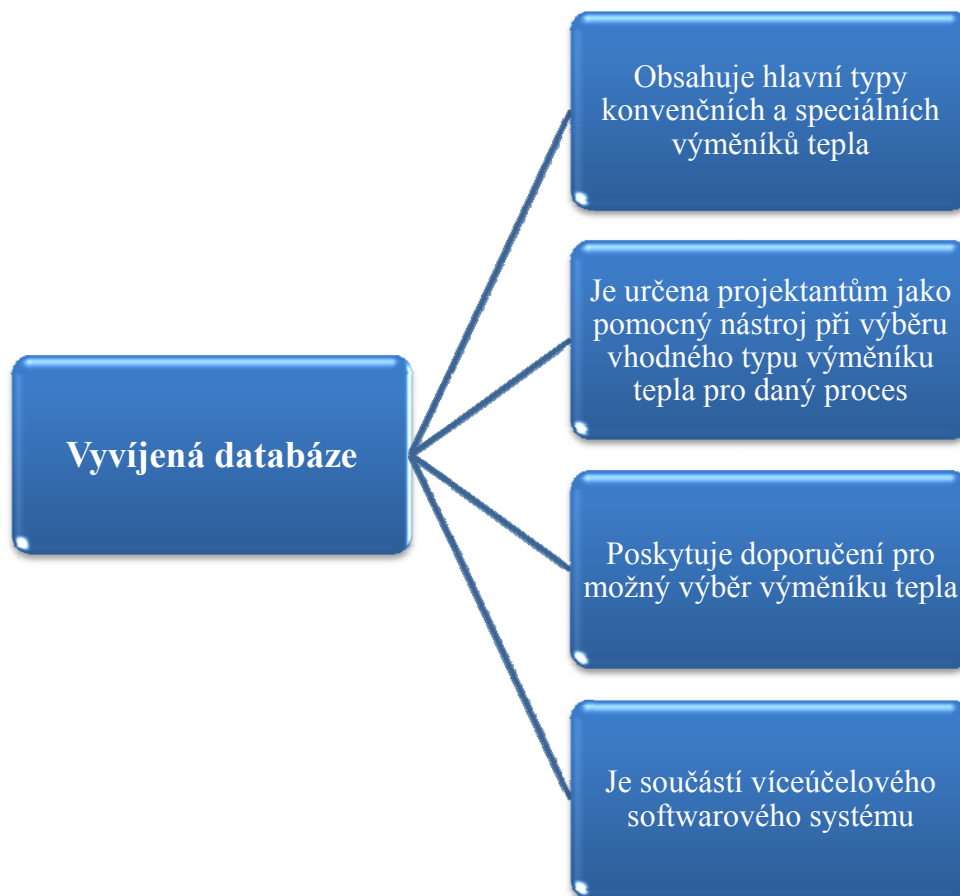 Vyvíjená databáze
Obsahuje hlavní typy
konvenčních a speciálních
výměníků tepla
Je určena projektantům jako
pomocný nástroj při výběru
vhodného typu výměníku
tepla pro daný proces
Poskytuje doporučení pro
možný výběr výměníku tepla
Je součástí víceúčelového
softwarového systému